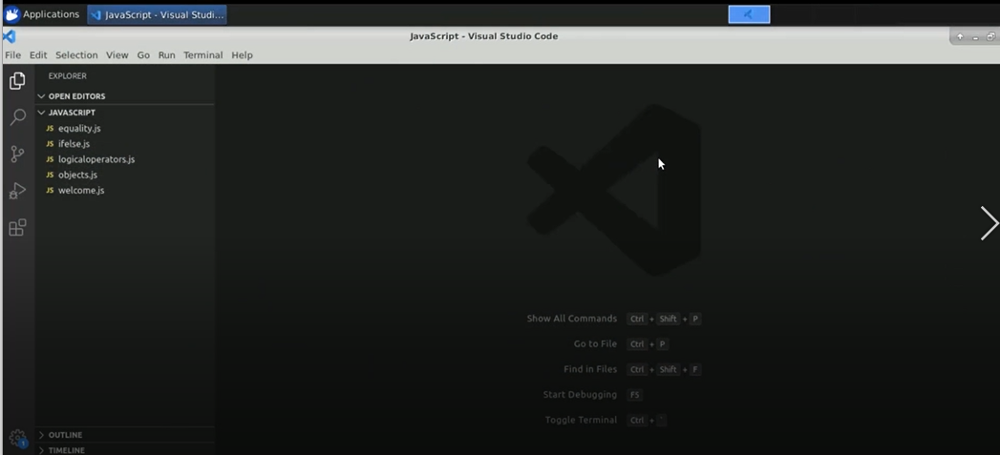 Applications JavaScript - Visual Studi...
JavaScript - Visual Studio Code
File Edit Selection View Go Run Terminal Help
EXPLORER
OPEN EDITORS
JAVASCRIPT
JS equality.js
JS ifelse.js
JS logicaloperators.js
JS objects.js
JS welcome.js
Show All Commands Ctrl + Shift + P
Go to File Ctrl + P
Find in Files Ctrl + Shift + F
Start Debugging F5
Toggle Terminal Ctrl + `
OUTLINE
1
TIMELINE